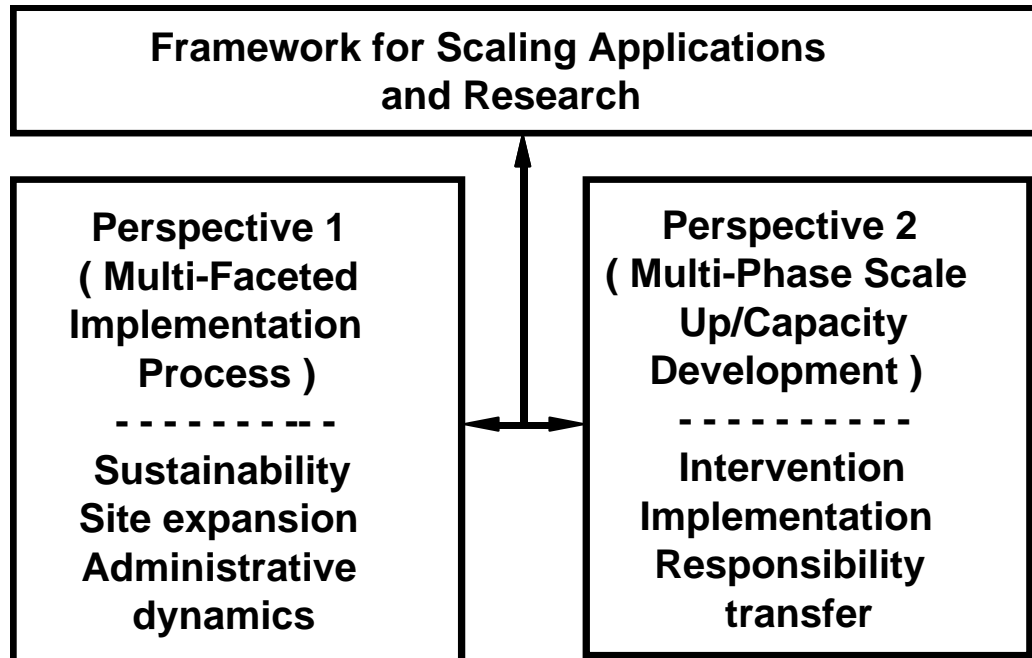 Framework for Scaling Applications
and Research
Perspective 1
( Multi-Faceted
Implementation
Process )
- - - - - - - -- -
Sustainability
Site expansion
Administrative
dynamics
Perspective 2
( Multi-Phase Scale
Up/Capacity
Development )
- - - - - - - - - -
Intervention
Implementation
Responsibility
transfer